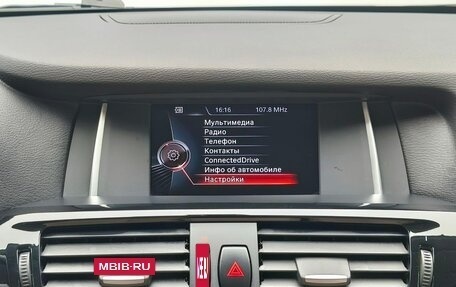 16:16 107.8 MHz
Мультимедиа
Радио
Телефон
Контакты
ConnectedDrive
Инфо об автомобиле
Настройки
MBIB-RU